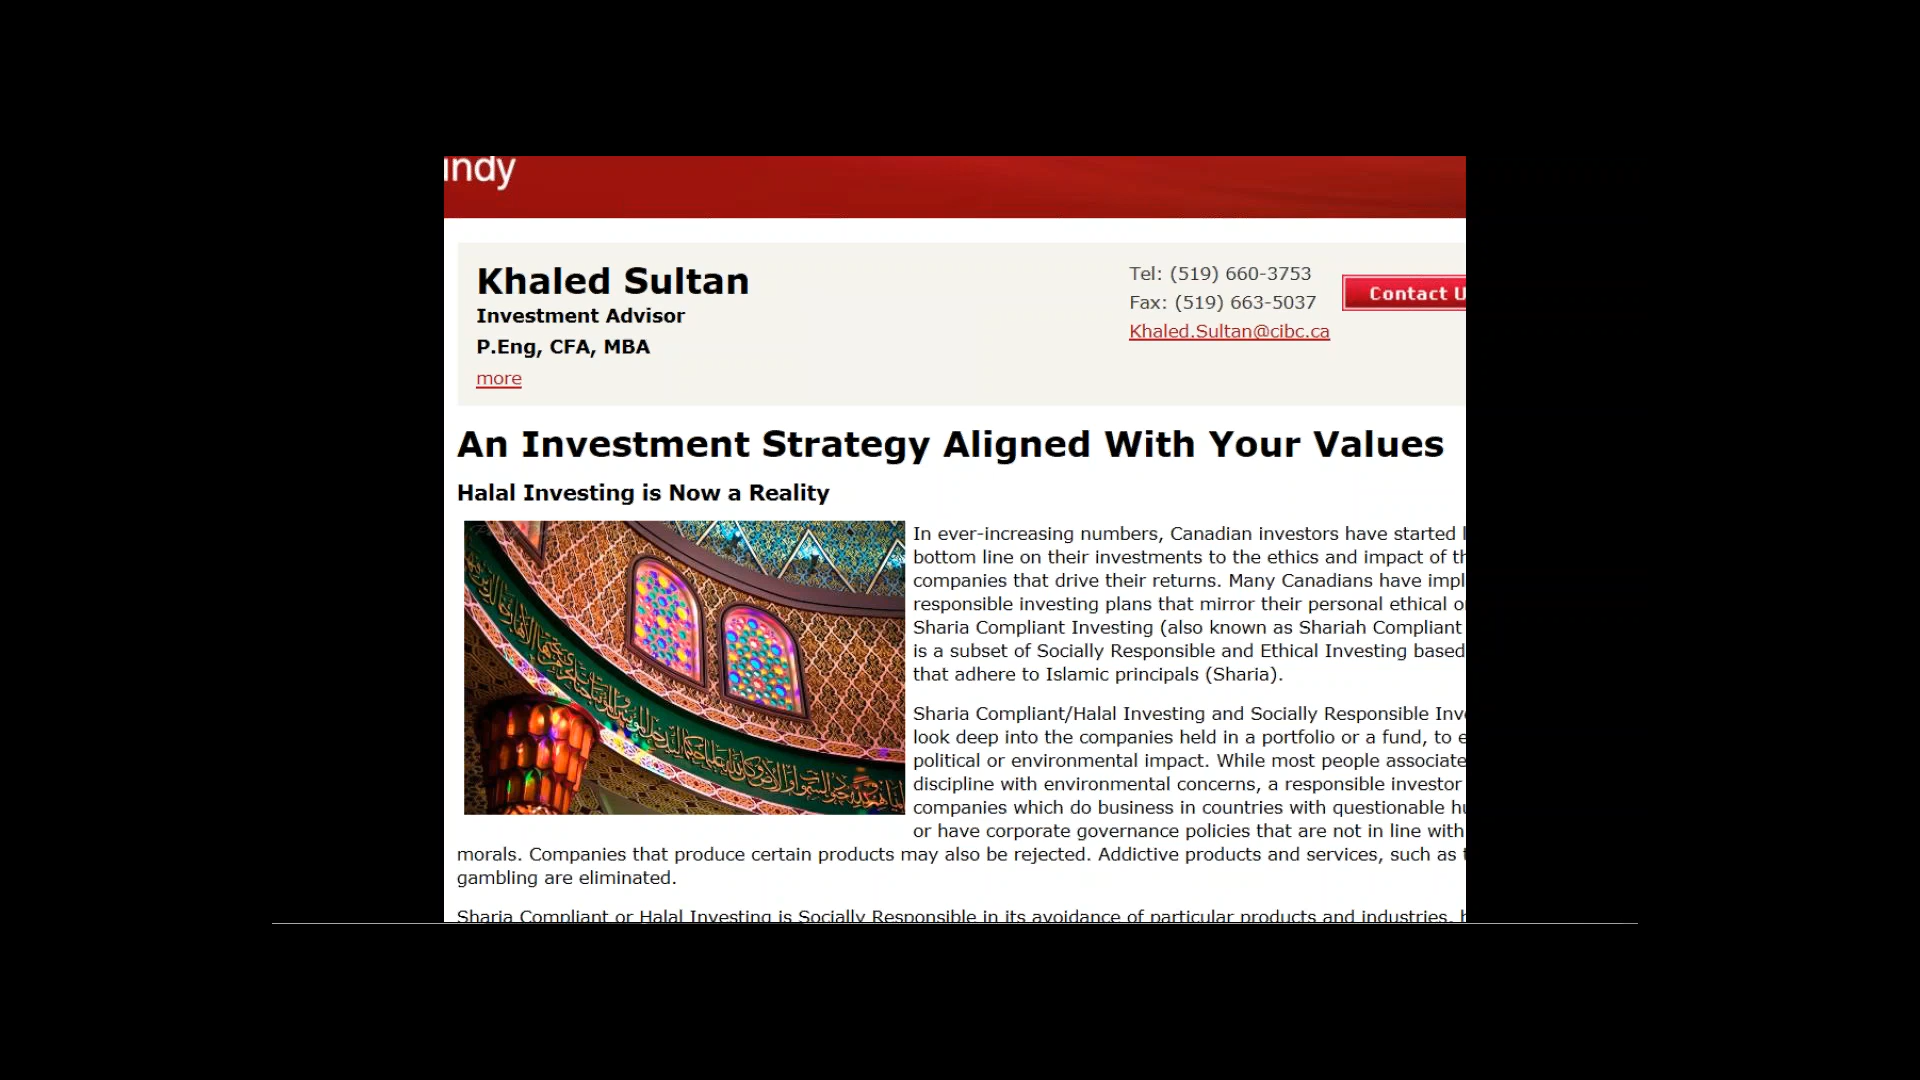 Khaled Sultan
Investment Advisor
P.Eng, CFA, MBA
more
Tel: (519) 660-3753
Fax: (519) 663-5037
Khaled.Sultan@cibc.ca
Contact
An Investment Strategy Aligned With Your Values
Halal Investing is Now a Reality
In ever-increasing numbers, Canadian investors have started
bottom line on their investments to the ethics and impact of
companies that drive their returns. Many Canadians have
responsible investing plans that mirror their personal ethical
Sharia Compliant Investing (also known as Shariah Compliant
is a subset of Socially Responsible and Ethical Investing based
that adhere to Islamic principals (Sharia).
Sharia Compliant/Halal Investing and Socially Responsible
look deep into the companies held in a portfolio or a fund, to
political or environmental impact. While most people associate
discipline with environmental concerns, a responsible investor
companies which do business in countries with questionable
or have corporate governance policies that are not in line with
morals. Companies that produce certain products may also be rejected. Addictive products and services, such as
gambling are eliminated.
Sharia Compliant or Halal Investing is Socially Responsible in its avoidance of particular products and industries,